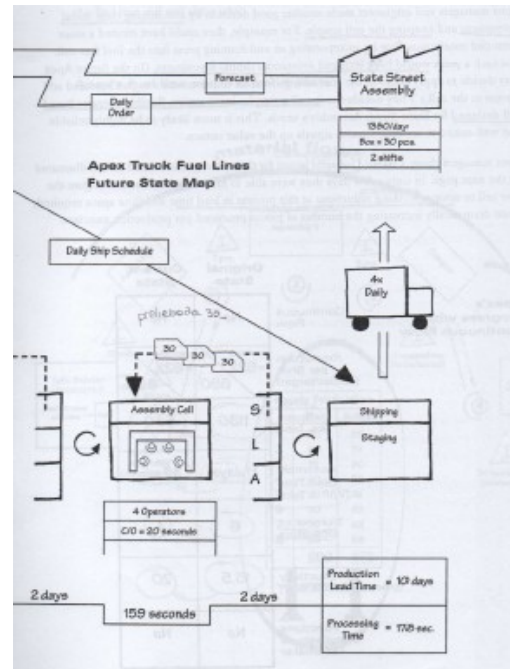 Forecast
State Street
Assembly
Daily
Order
1380/day
Box = 30 pcs.
2 shifts
Apex Truck Fuel Lines
Future State Map
Daily Ship Schedule
4x
Daily
30
30
30
30
Assembly Cell
S
L
A
Shipping
Staging
4 Operators
C/O = 20 seconds
2 days
159 seconds
2 days
Production
Lead Time = days
Processing
Time = 178 sec.